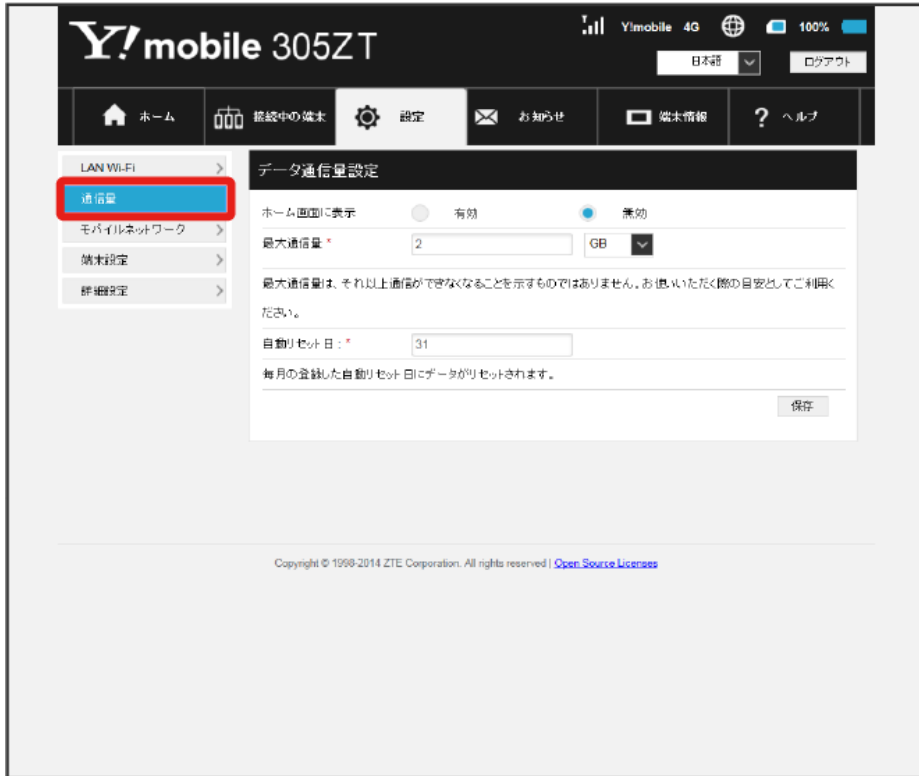 Y! mobile 305ZT
Y!mobile 4G 100%
日本語 ログアウト
ホーム 接続中の端末 設定 お知らせ 端末情報 ? ヘルプ
LAN Wi-Fi
通信量
モバイルネットワーク
端末設定
詳細設定
データ通信量設定
ホーム画面に表示 有効 無効
最大通信量 * 2 GB
最大通信量は、それ以上通信ができなくなることを示すものではありません。お使いいただく際の目安としてご利用く
ださい。
自動リセット日 : * 31
毎月の登録した自動リセット日にデータがリセットされます。
保存
Copyright © 1998-2014 ZTE Corporation. All rights reserved | Open Source Licenses